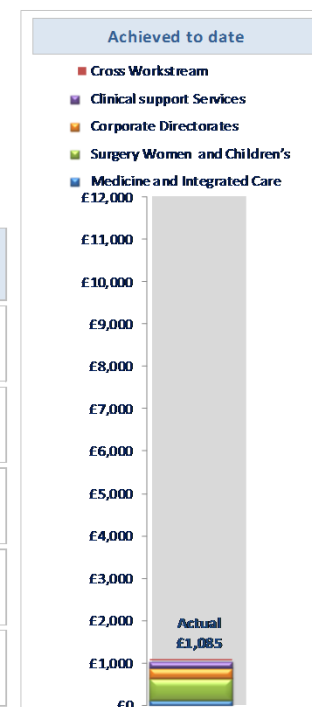 Achieved to date
Cross Workstream
Clinical support Services
Corporate Directorates
Surgery Women and Children's
Medicine and Integrated Care
£12,000
£11,000
£10,000
£9,000
£8,000
£7,000
£6,000
£5,000
£4,000
£3,000
£2,000
Actual
£1,085
£1,000
£0